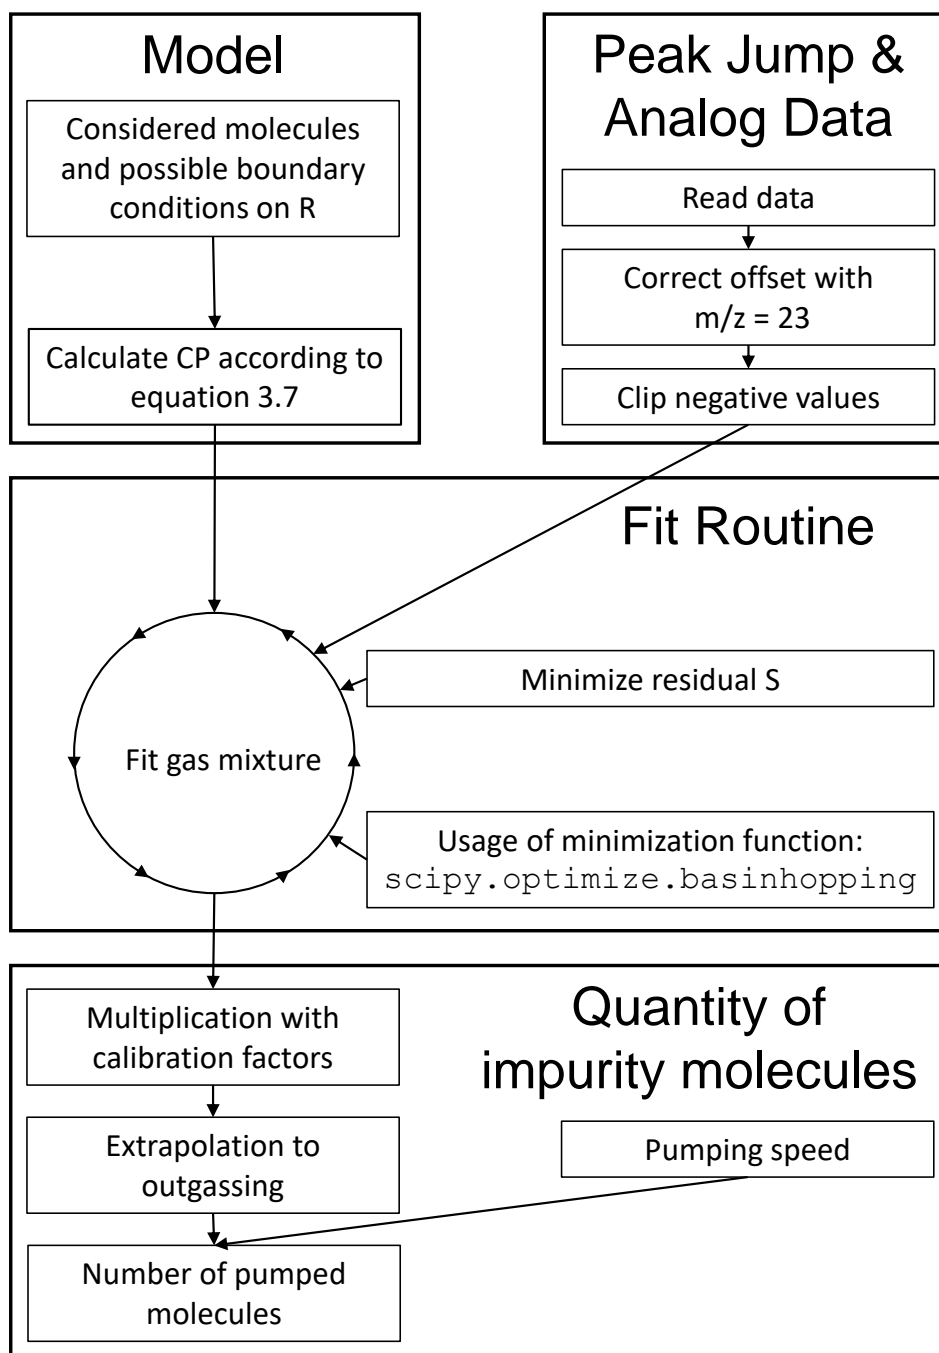 Model
Considered molecules
and possible boundary
conditions on R
Calculate CP according to
equation 3.7
Peak Jump &
Analog Data
Read data
Correct offset with
m/z = 23
Clip negative values
Fit Routine
Fit gas mixture
Minimize residual S
Usage of minimization function:
scipy.optimize.basinhopping
Quantity of
impurity molecules
Multiplication with
calibration factors
Extrapolation to
outgassing
Pumping speed
Number of pumped
molecules